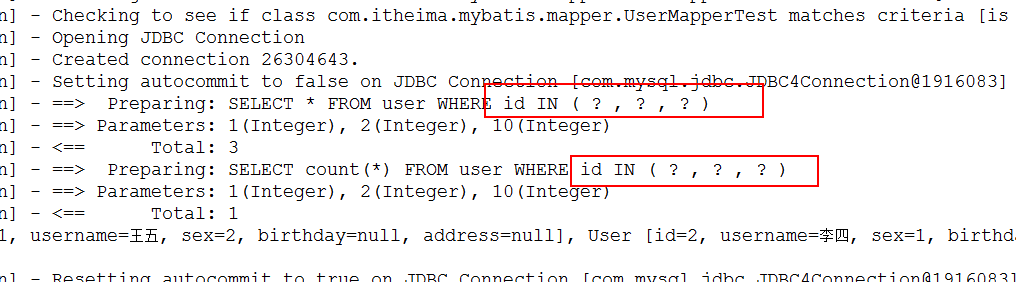 n] - Checking to see if class com.itheima.mybatis.mapper.UserMapperTest matches criteria [is
n] - Opening JDBC Connection
n] - Created connection 26304643.
n] - Setting autocommit to false on JDBC Connection [com.mysql.jdbc.JDBC4Connection@1916083]
n] - ==>  Preparing: SELECT * FROM user WHERE id IN ( ? , ? , ? )
n] - ==> Parameters: 1(Integer), 2(Integer), 10(Integer)
n] - <==      Total: 3
n] - ==>  Preparing: SELECT count(*) FROM user WHERE id IN ( ? , ? , ? )
n] - ==> Parameters: 1(Integer), 2(Integer), 10(Integer)
n] - <==      Total: 1
1, username=王五, sex=2, birthday=null, address=null], User [id=2, username=李四, sex=1, birthd
n] - Resetting autocommit to true on JDBC Connection [com.mysql.jdbc.JDBC4Connection@1916083]